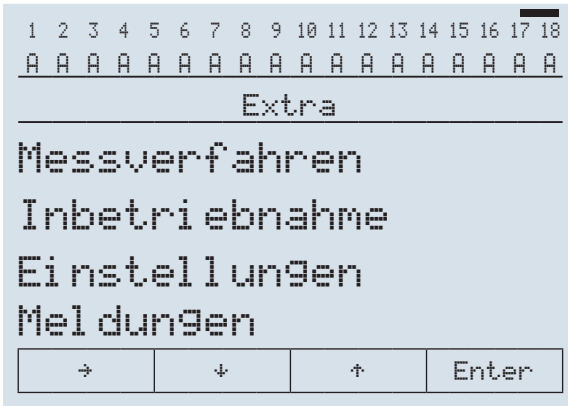 1 2 3 4 5 6 7 8 9 10 11 12 13 14 15 16 17 18
A A A A A A A A A A A A A A A A A A
Extra
Messverfahren
Inbetriebnahme
Einstellungen
Meldungen
→ ↓ ↑ Enter